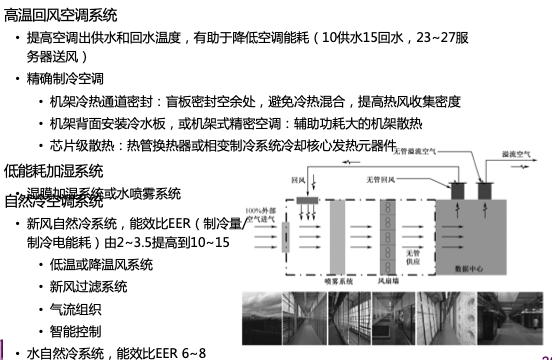 高温回风空调系统
• 提高空调出供水和回水温度，有助于降低空调能耗（10供水15回水，23~27服
务器送风）
• 精确制冷空调
• 机架冷热通道密封：盲板密封空余处，避免冷热混合，提高热风收集密度
• 机架背面安装冷水板，或机架式精密空调：辅助功耗大的机架散热
• 芯片级散热：热管换热器或相变制冷系统冷却核心发热元器件
低能耗加湿系统
• 湿膜加湿系统或水喷雾系统
自然冷空调系统
• 新风自然冷系统，能效比EER（制冷量/
制冷电能耗）由2~3.5提高到10~15
• 低温或降温风系统
• 新风过滤系统
• 气流组织
• 智能控制
• 水自然冷系统，能效比EER 6~8
无管溢流空气
溢流空气
回风
无管回风
100%外部
空气进气
无管
供应
喷雾系统
风扇墙
数据中心